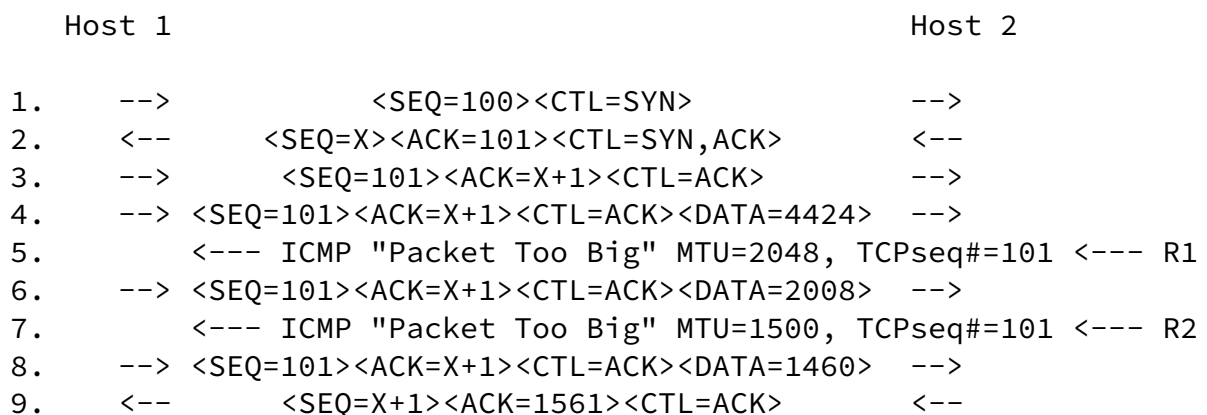 Host 1                                        Host 2

1.    -->            <SEQ=100><CTL=SYN>            -->
2.    <--      <SEQ=X><ACK=101><CTL=SYN,ACK>       <--
3.    -->       <SEQ=101><ACK=X+1><CTL=ACK>        -->
4.    --> <SEQ=101><ACK=X+1><CTL=ACK><DATA=4424>  -->
5.        <--- ICMP "Packet Too Big" MTU=2048, TCPseq#=101 <--- R1
6.    --> <SEQ=101><ACK=X+1><CTL=ACK><DATA=2008>  -->
7.        <--- ICMP "Packet Too Big" MTU=1500, TCPseq#=101 <--- R2
8.    --> <SEQ=101><ACK=X+1><CTL=ACK><DATA=1460>  -->
9.    <--       <SEQ=X+1><ACK=1561><CTL=ACK>       <--